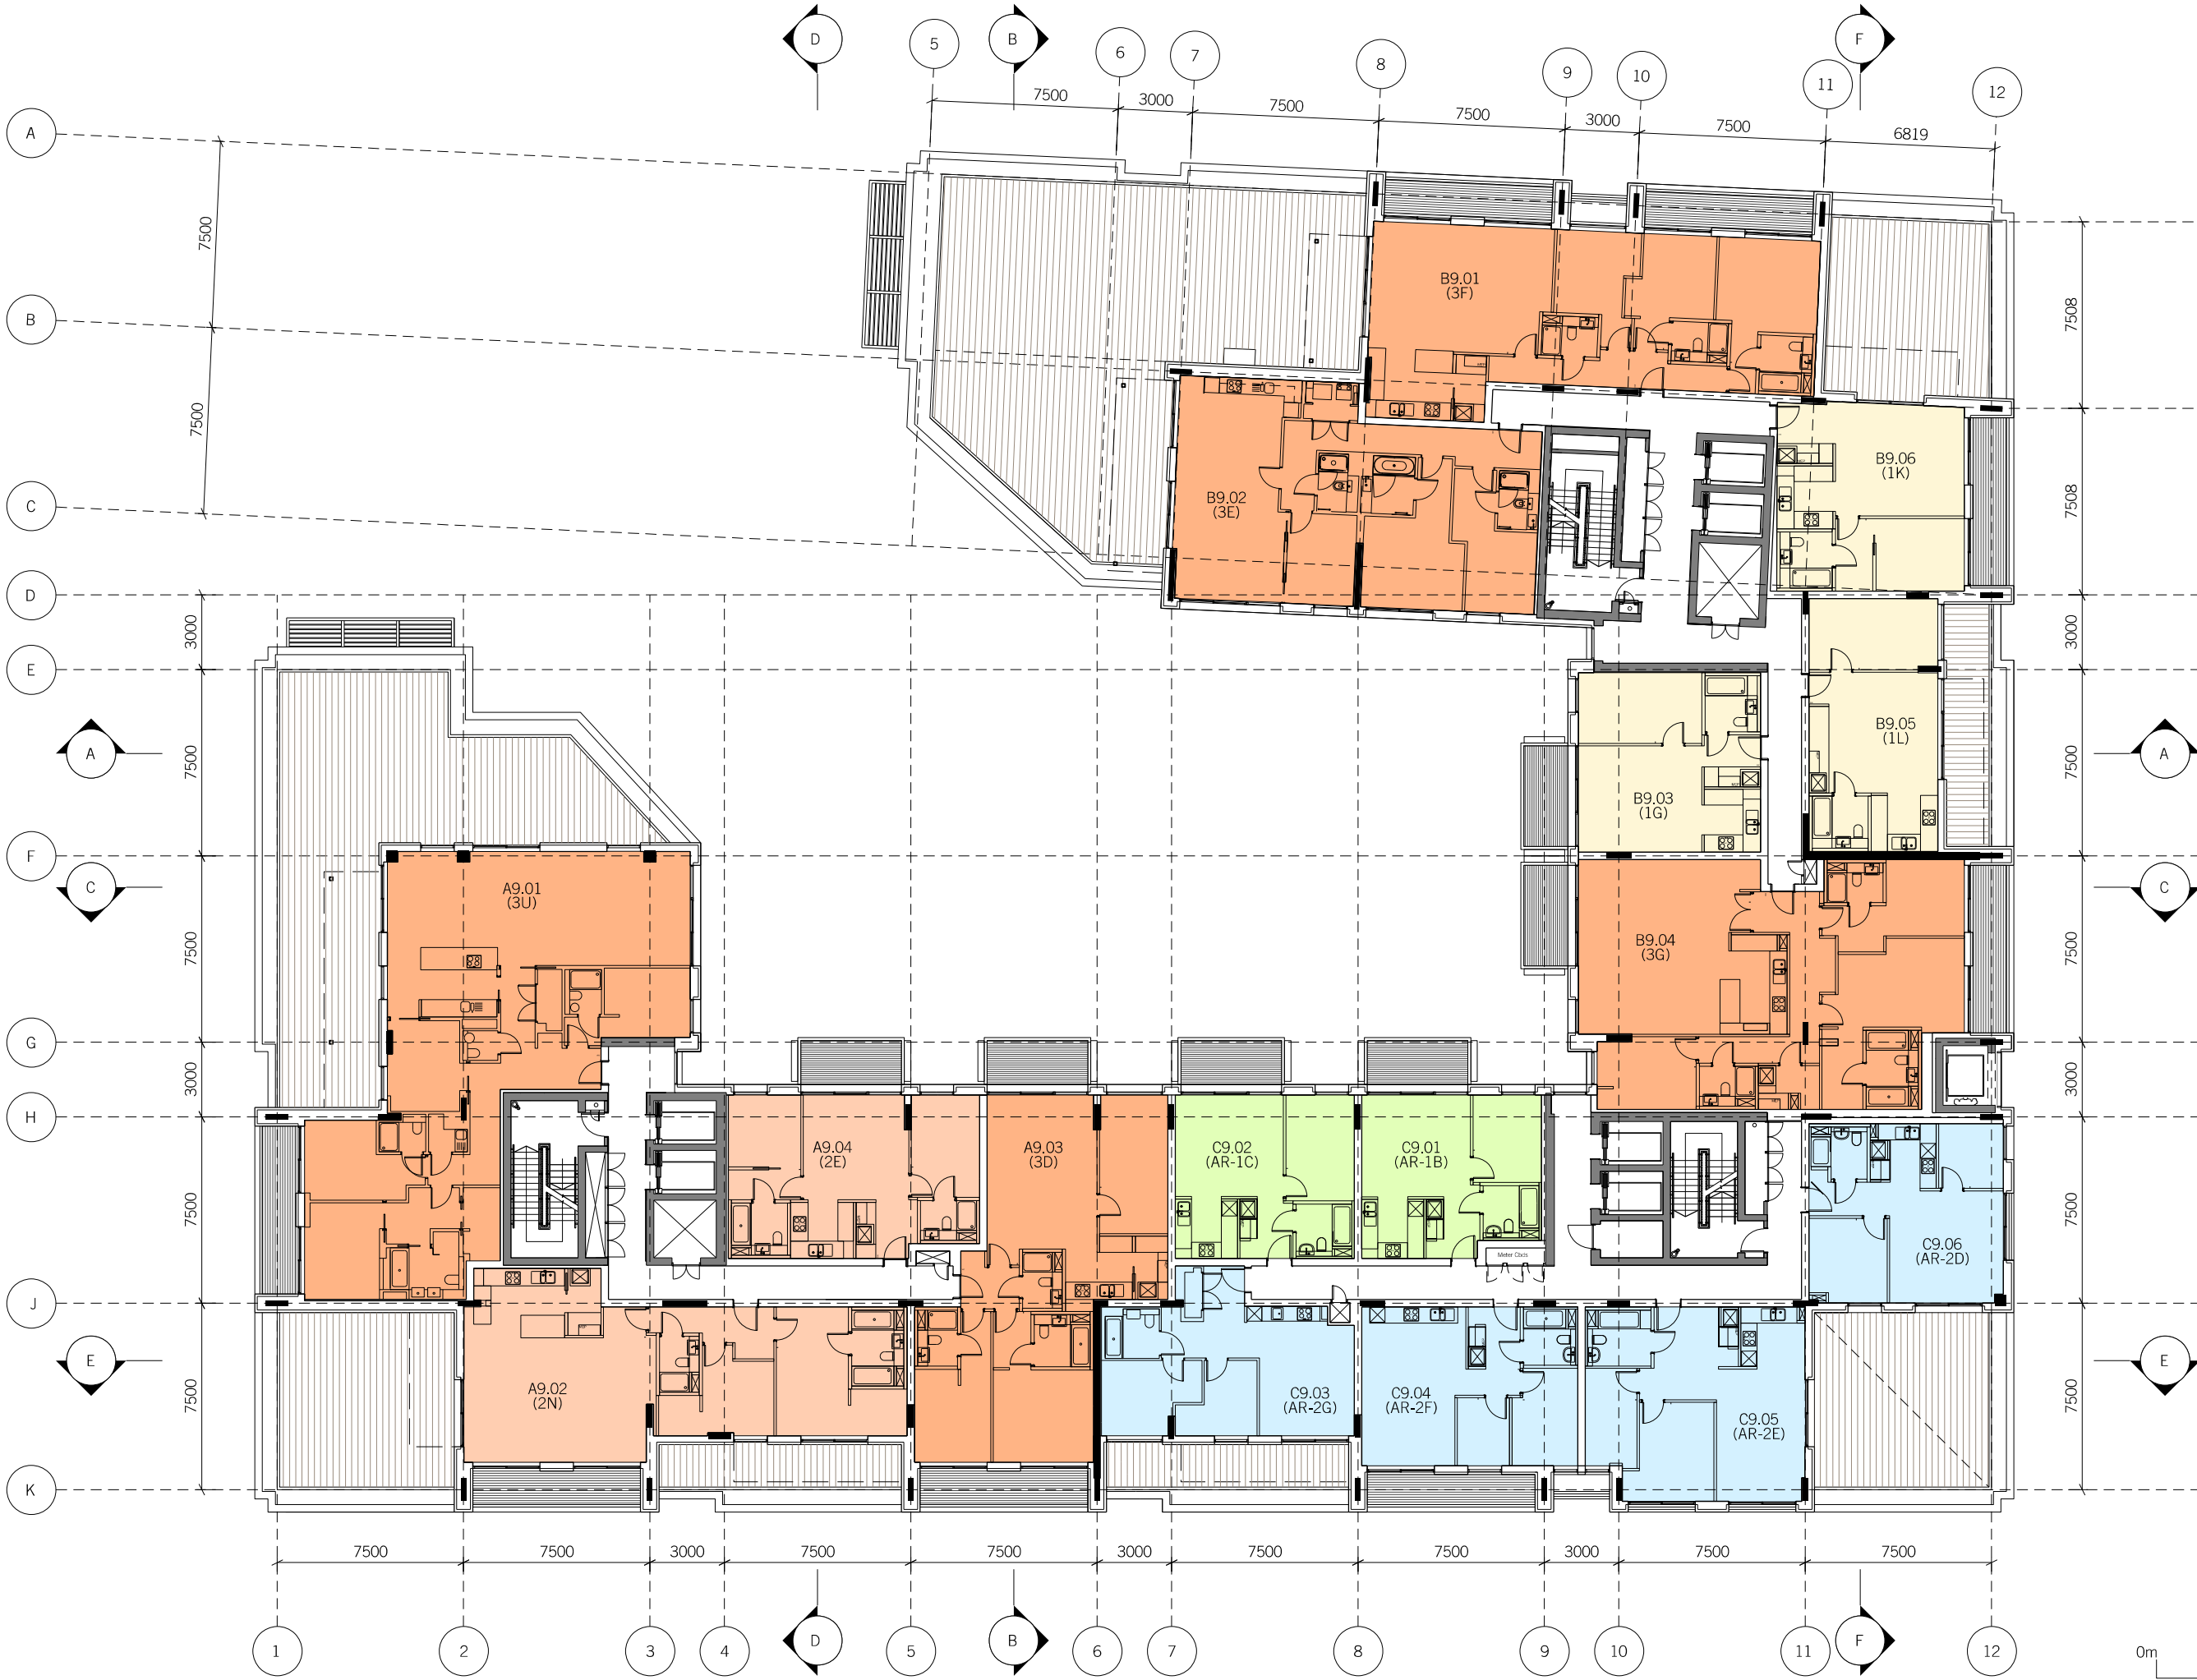 D
B
F
5
6
7
8
9
10
11
12
7500
3000
7500
7500
3000
7500
6819
A
B
C
D
E
A
F
C
G
H
J
E
K
7500
7500
3000
7500
7500
3000
7500
7500
7508
7508
3000
7500
7500
3000
7500
7500
A
C
E
B9.01
(3F)
B9.02
(3E)
B9.06
(1K)
B9.05
(1L)
B9.03
(1G)
B9.04
(3G)
A9.01
(3U)
A9.04
(2E)
A9.03
(3D)
C9.02
(AR-1C)
C9.01
(AR-1B)
Meter Cbds
C9.06
(AR-2D)
A9.02
(2N)
C9.03
(AR-2G)
C9.04
(AR-2F)
C9.05
(AR-2E)
7500
7500
3000
7500
7500
3000
7500
7500
3000
7500
7500
1
2
3
4
D
5
B
6
7
8
9
10
11
F
12
0m